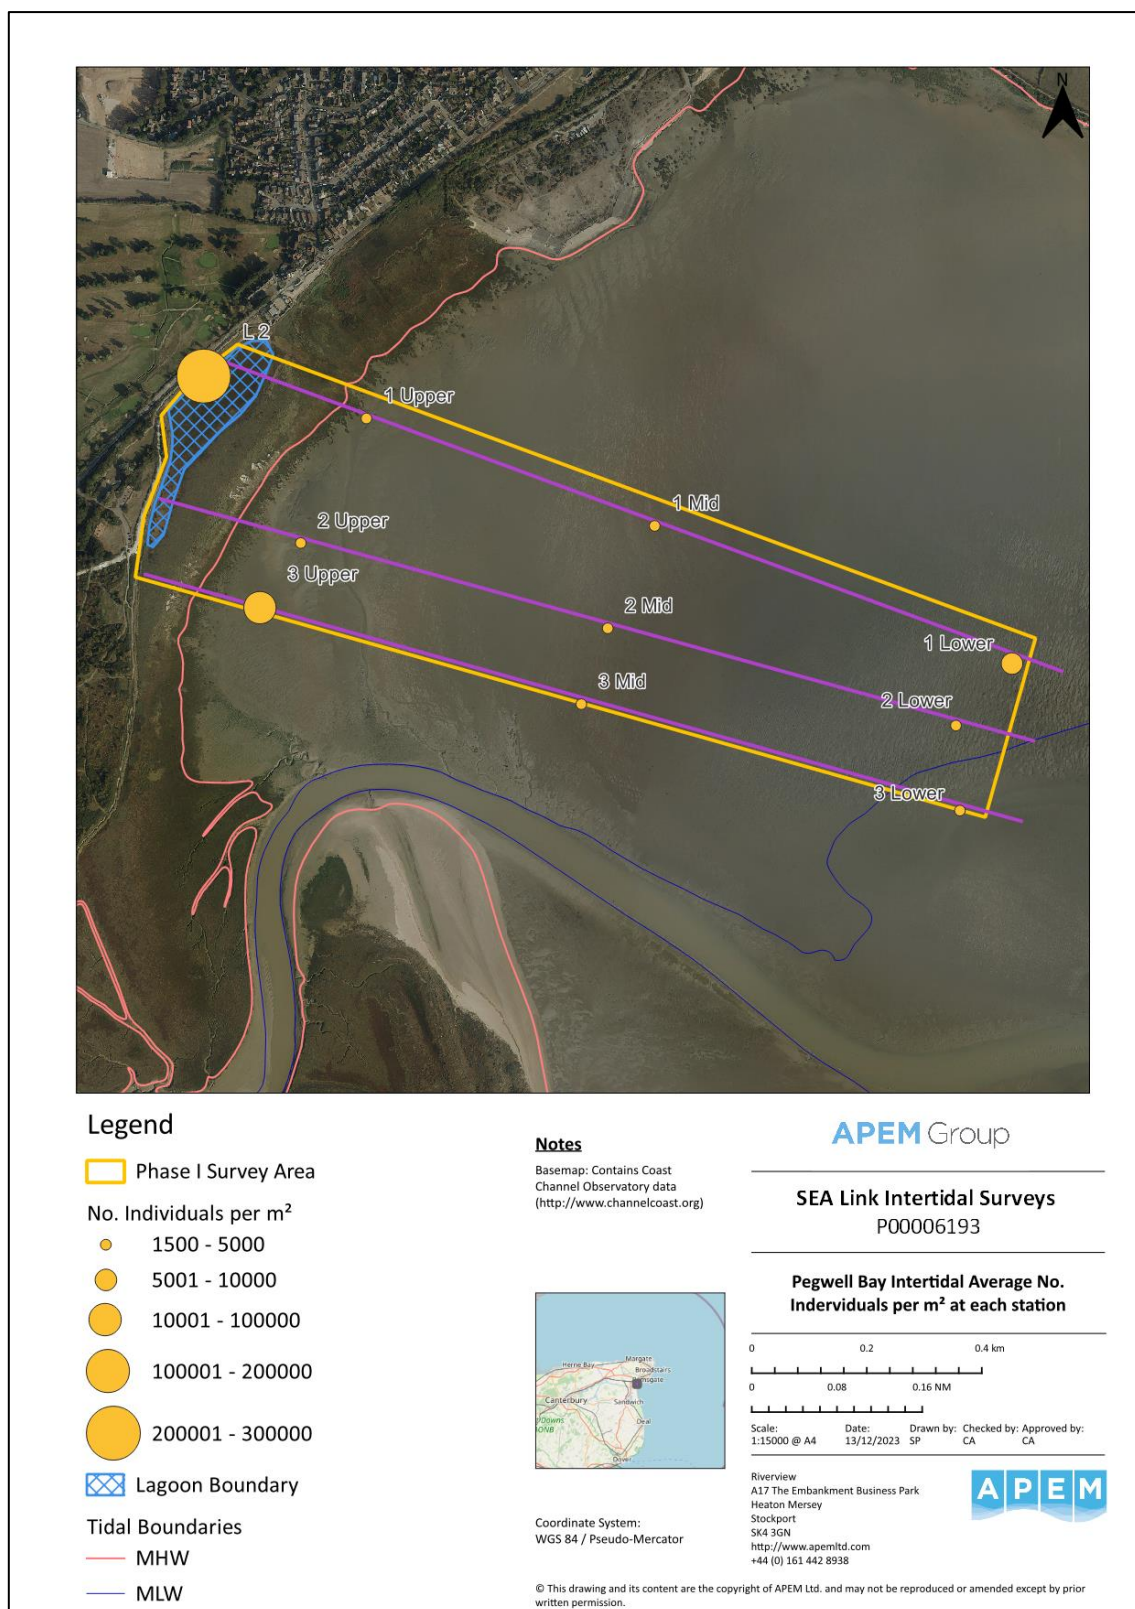 N
L 2
1 Upper
1 Mid
2 Upper
3 Upper
2 Mid
1 Lower
3 Mid
2 Lower
3 Lower
Legend
Phase I Survey Area
No. Individuals per m²
1500 - 5000
5001 - 10000
10001 - 100000
100001 - 200000
200001 - 300000
Lagoon Boundary
Tidal Boundaries
MHW
MLW
Notes
Basemap: Contains Coast
Channel Observatory data
(http://www.channelcoast.org)
Herne Bay
Margate
Broadstairs
Canterbury
Sandwich
Deal
Dover
Coordinate System:
WGS 84 / Pseudo-Mercator
APEM Group
SEA Link Intertidal Surveys
P00006193
Pegwell Bay Intertidal Average No.
Inderviduals per m² at each station
0 0.2 0.4 km
0 0.08 0.16 NM
Scale: Date: Drawn by: Checked by: Approved by:
1:15000 @ A4 13/12/2023 SP CA CA
Riverview
A17 The Embankment Business Park
Heaton Mersey
Stockport
SK4 3GN
http://www.apemltd.com
+44 (0) 161 442 8938
APEM
© This drawing and its content are the copyright of APEM Ltd. and may not be reproduced or amended except by prior
written permission.